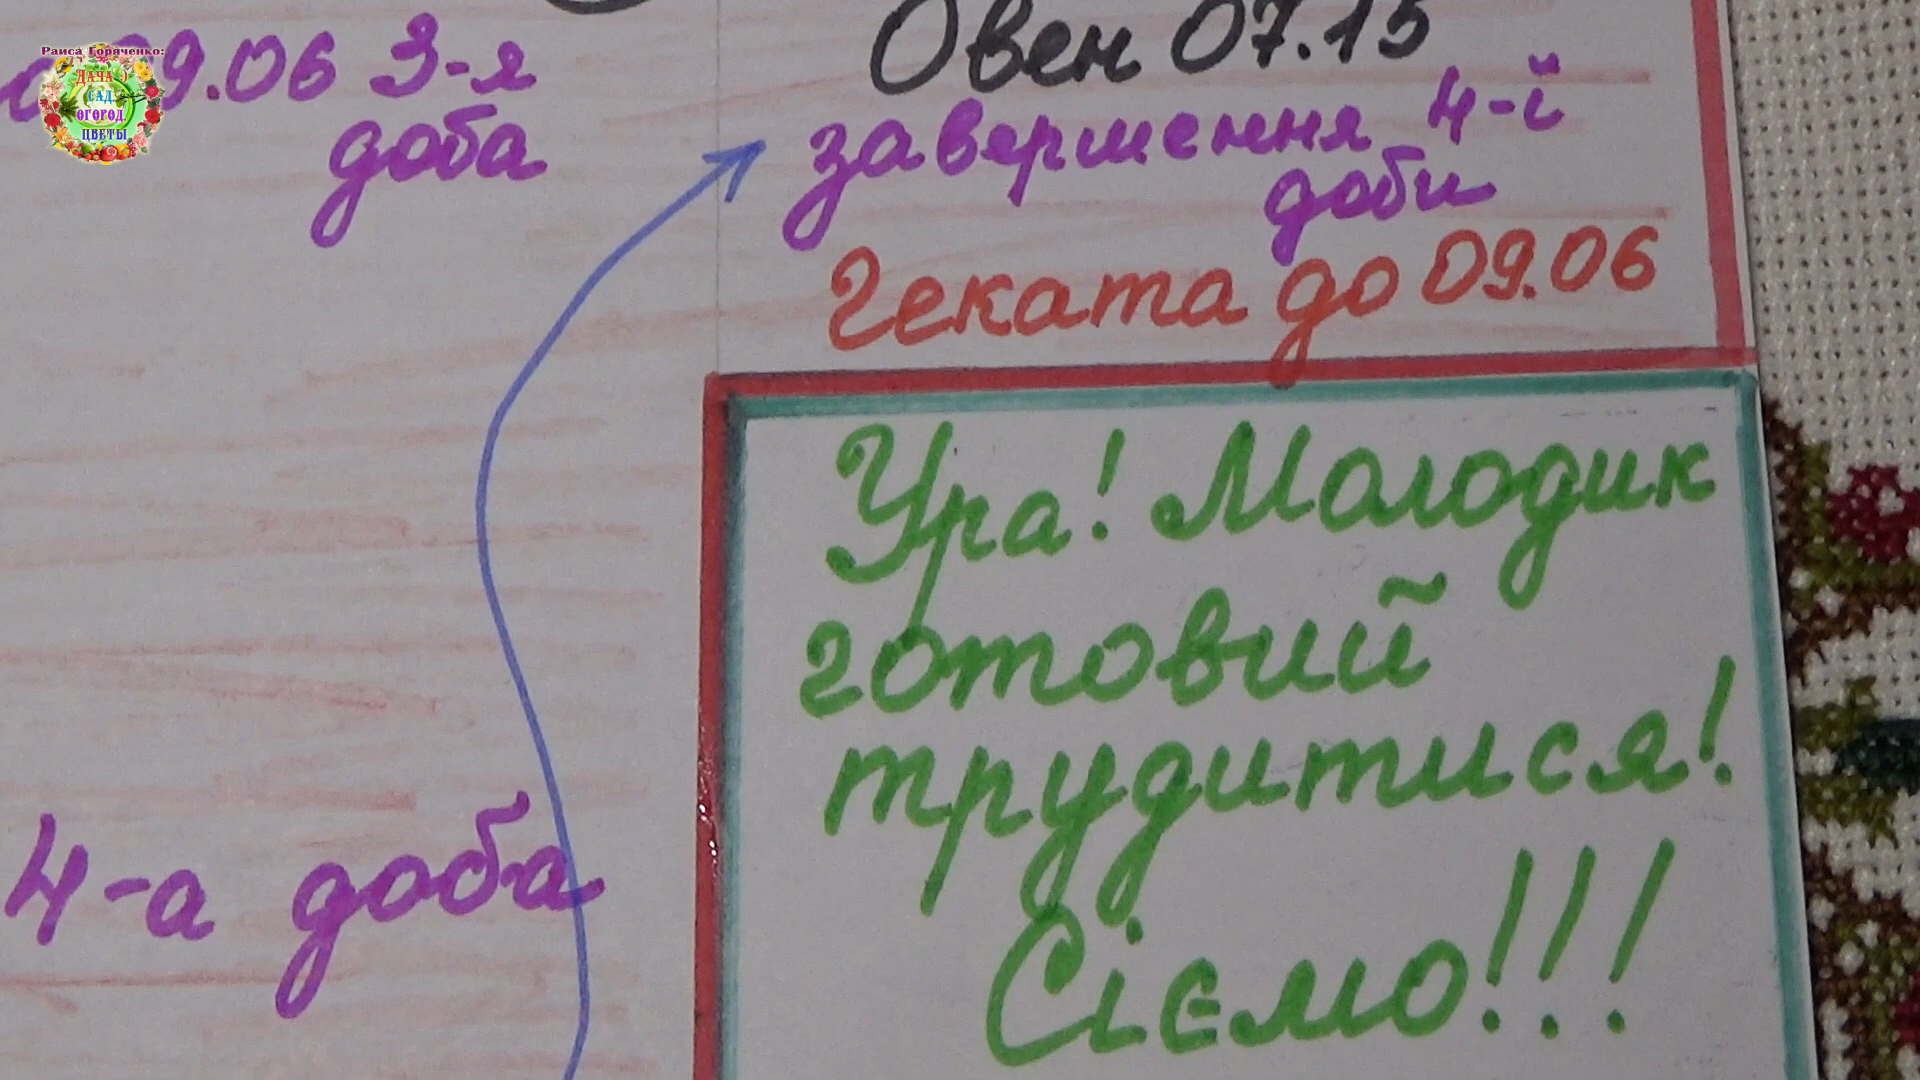 Раиса Горяченко:
ДАЧА
САД
ОГОРОД
ЦВЕТЫ
9.06 3-я
доба
4-а доба
Овен 07.15
завершення 4-й
доби
Геката до 09.06
Ура! Молодик
готовий
трудитися!
Сіємо!!!